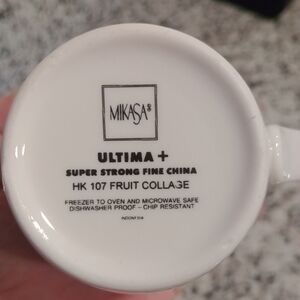 MIKASA®
ULTIMA +
SUPER STRONG FINE CHINA
HK 107 FRUIT COLLAGE
FREEZER TO OVEN AND MICROWAVE SAFE
DISHWASHER PROOF - CHIP RESISTANT
INDONESIA